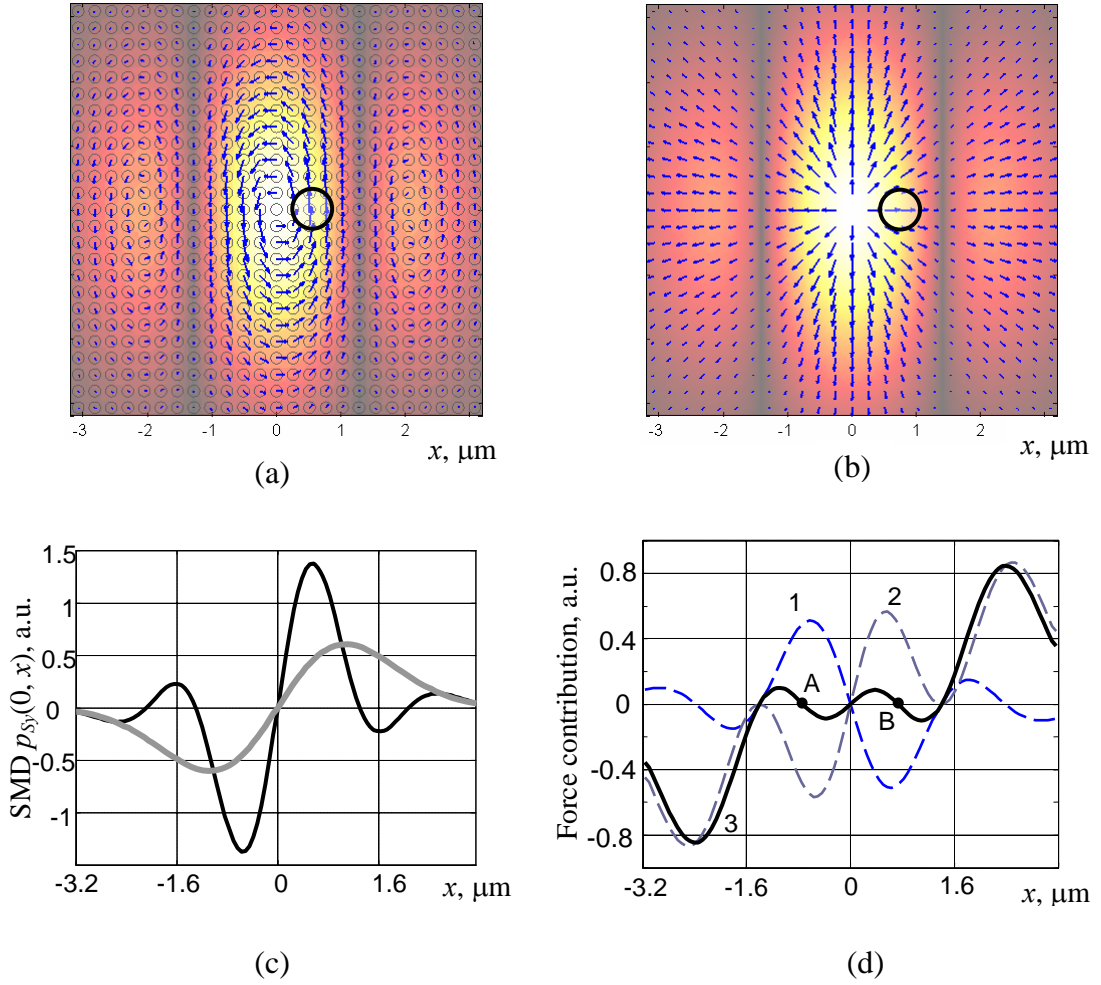 -3 -2 -1 0 1 2
x, μm
(a)
-3 -2 -1 0 1 2
x, μm
(b)
SMD pSy(0, x), a.u.
1.5
1
0.5
0
-0.5
-1
-3.2 -1.6 0 1.6
x, μm
(c)
Force contribution, a.u.
0.8
0.4
0
-0.4
-0.8
1 2
A
B
3
-3.2 -1.6 0 1.6
x, μm
(d)